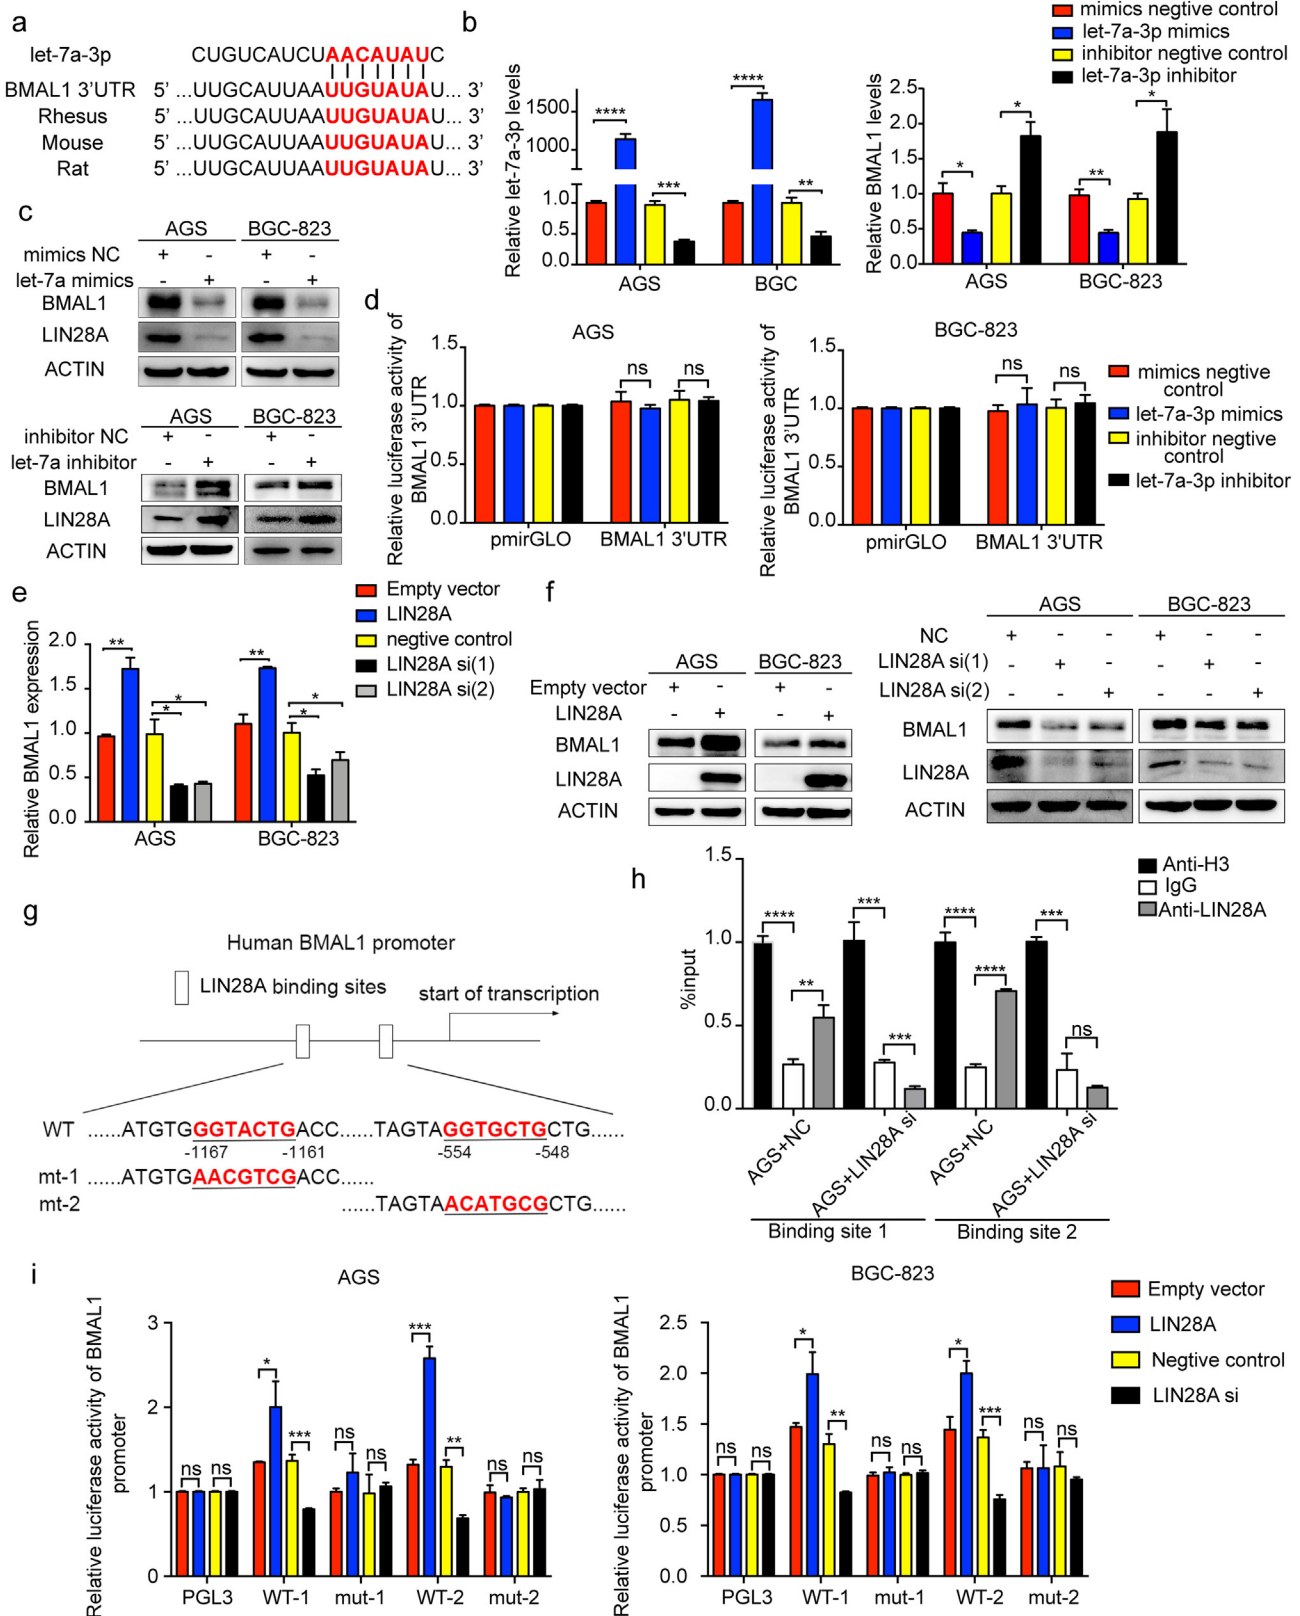 a
let-7a-3p CUGUCAUCUAACAUAUC
BMAL1 3'UTR 5' ...UUGCAUUAAUUGUAUAU... 3'
Rhesus 5' ...UUGCAUUAAUUGUAUAU... 3'
Mouse 5' ...UUGCAUUAAUUGUAUAU... 3'
Rat 5' ...UUGCAUUAAUUGUAUAU... 3'
b
mimics negtive control
let-7a-3p mimics
inhibitor negtive control
let-7a-3p inhibitor
Relative let-7a-3p levels
1500
1000
1.0
0.5
0.0
**** **** *** **
AGS BGC
Relative BMAL1 levels
2.5
2.0
1.5
1.0
0.5
0.0
* * ** *
AGS BGC-823
c
AGS BGC-823
mimics NC + - + -
let-7a mimics - + - +
BMAL1
LIN28A
ACTIN
AGS BGC-823
inhibitor NC + - + -
let-7a inhibitor - + - +
BMAL1
LIN28A
ACTIN
d
AGS
Relative luciferase activity of
BMAL1 3'UTR
1.5
1.0
0.5
0.0
ns ns
pmirGLO BMAL1 3'UTR
BGC-823
Relative luciferase activity of
BMAL1 3'UTR
1.5
1.0
0.5
0.0
ns ns
pmirGLO BMAL1 3'UTR
mimics negtive
control
let-7a-3p mimics
inhibitor negtive
control
let-7a-3p inhibitor
e
Empty vector
LIN28A
negtive control
LIN28A si(1)
LIN28A si(2)
Relative BMAL1 expression
2.0
1.5
1.0
0.5
0.0
** * * ** * *
AGS BGC-823
f
AGS BGC-823
Empty vector + - + -
LIN28A - + - +
BMAL1
LIN28A
ACTIN
AGS BGC-823
NC + - - + - -
LIN28A si(1) - + - - + -
LIN28A si(2) - - + - - +
BMAL1
LIN28A
ACTIN
g
Human BMAL1 promoter
LIN28A binding sites
start of transcription
WT ......ATGTGGGTACTGACC......TAGTAGGTGCTGCTG......
-1167 -1161 -554 -548
mt-1 ......ATGTGAACGTCGACC......
mt-2 ......TAGTAACATGCGCTG......
h
Anti-H3
IgG
Anti-LIN28A
%input
1.5
1.0
0.5
0.0
**** ** *** *** **** **** *** ns
AGS+NC AGS+LIN28A si AGS+NC AGS+LIN28A si
Binding site 1 Binding site 2
i
AGS
Relative luciferase activity of BMAL1
promoter
3
2
1
0
ns ns * *** ns ns *** ** ns ns
PGL3 WT-1 mut-1 WT-2 mut-2
BGC-823
Relative luciferase activity of BMAL1
promoter
2.5
2.0
1.5
1.0
0.5
0.0
ns ns * ** ns ns * *** ns ns
PGL3 WT-1 mut-1 WT-2 mut-2
Empty vector
LIN28A
Negtive control
LIN28A si